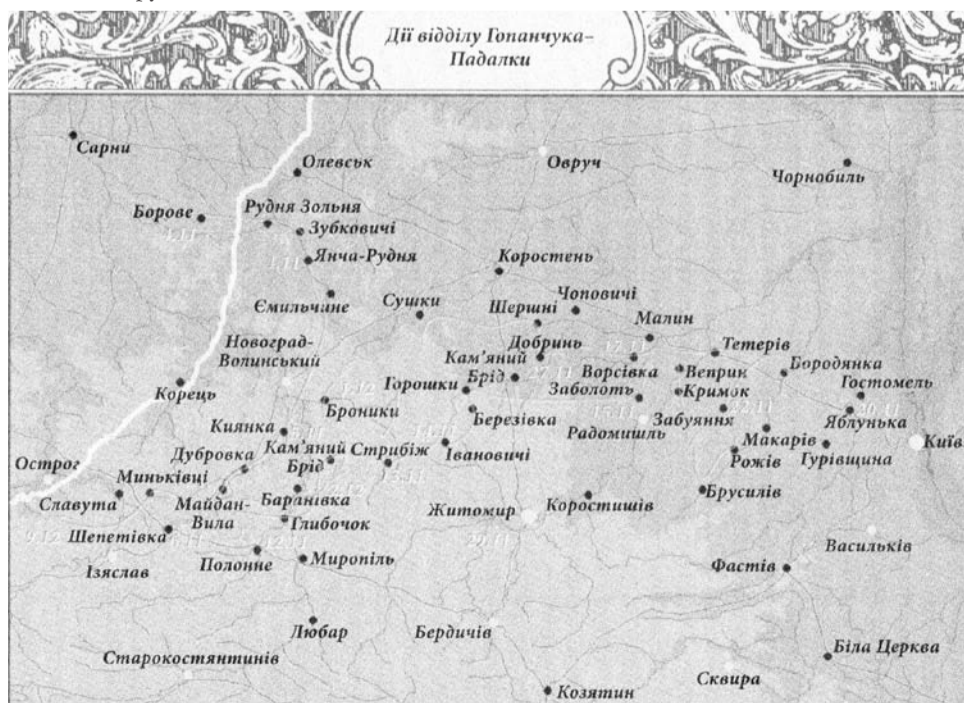 Дії відділу Гопанчука–
Падалки
Сарни
Олевськ
Овруч
Чорнобиль
Борове
Рудня Зольня
Зубковичі
Янча-Рудня
Коростень
Ємильчине
Сушки
Чоповичі
Шершні
Малин
Новоград-
Волинський
Добринь
Тетерів
Кам’яний
Брід
Ворсівка
Веприн
Бородянка
Корець
Горошки
Заболоть
Кримок
Гостомель
Броники
Березівка
Забуяння
Яблунька
Киянка
Радомишль
Макарів
Київ
Дубровка
Кам’яний
Брід
Стрибіж
Івановичі
Рожів
Гурівщина
Острог
Миньківці
Славута
Майдан-
Вила
Баранівка
Коростишів
Брусилів
Шепетівка
Глибочок
Житомир
Васильків
Ізяслав
Полонне
Миропіль
Фастів
Любар
Бердичів
Старокостянтинів
Біла Церква
Сквира
Козятин